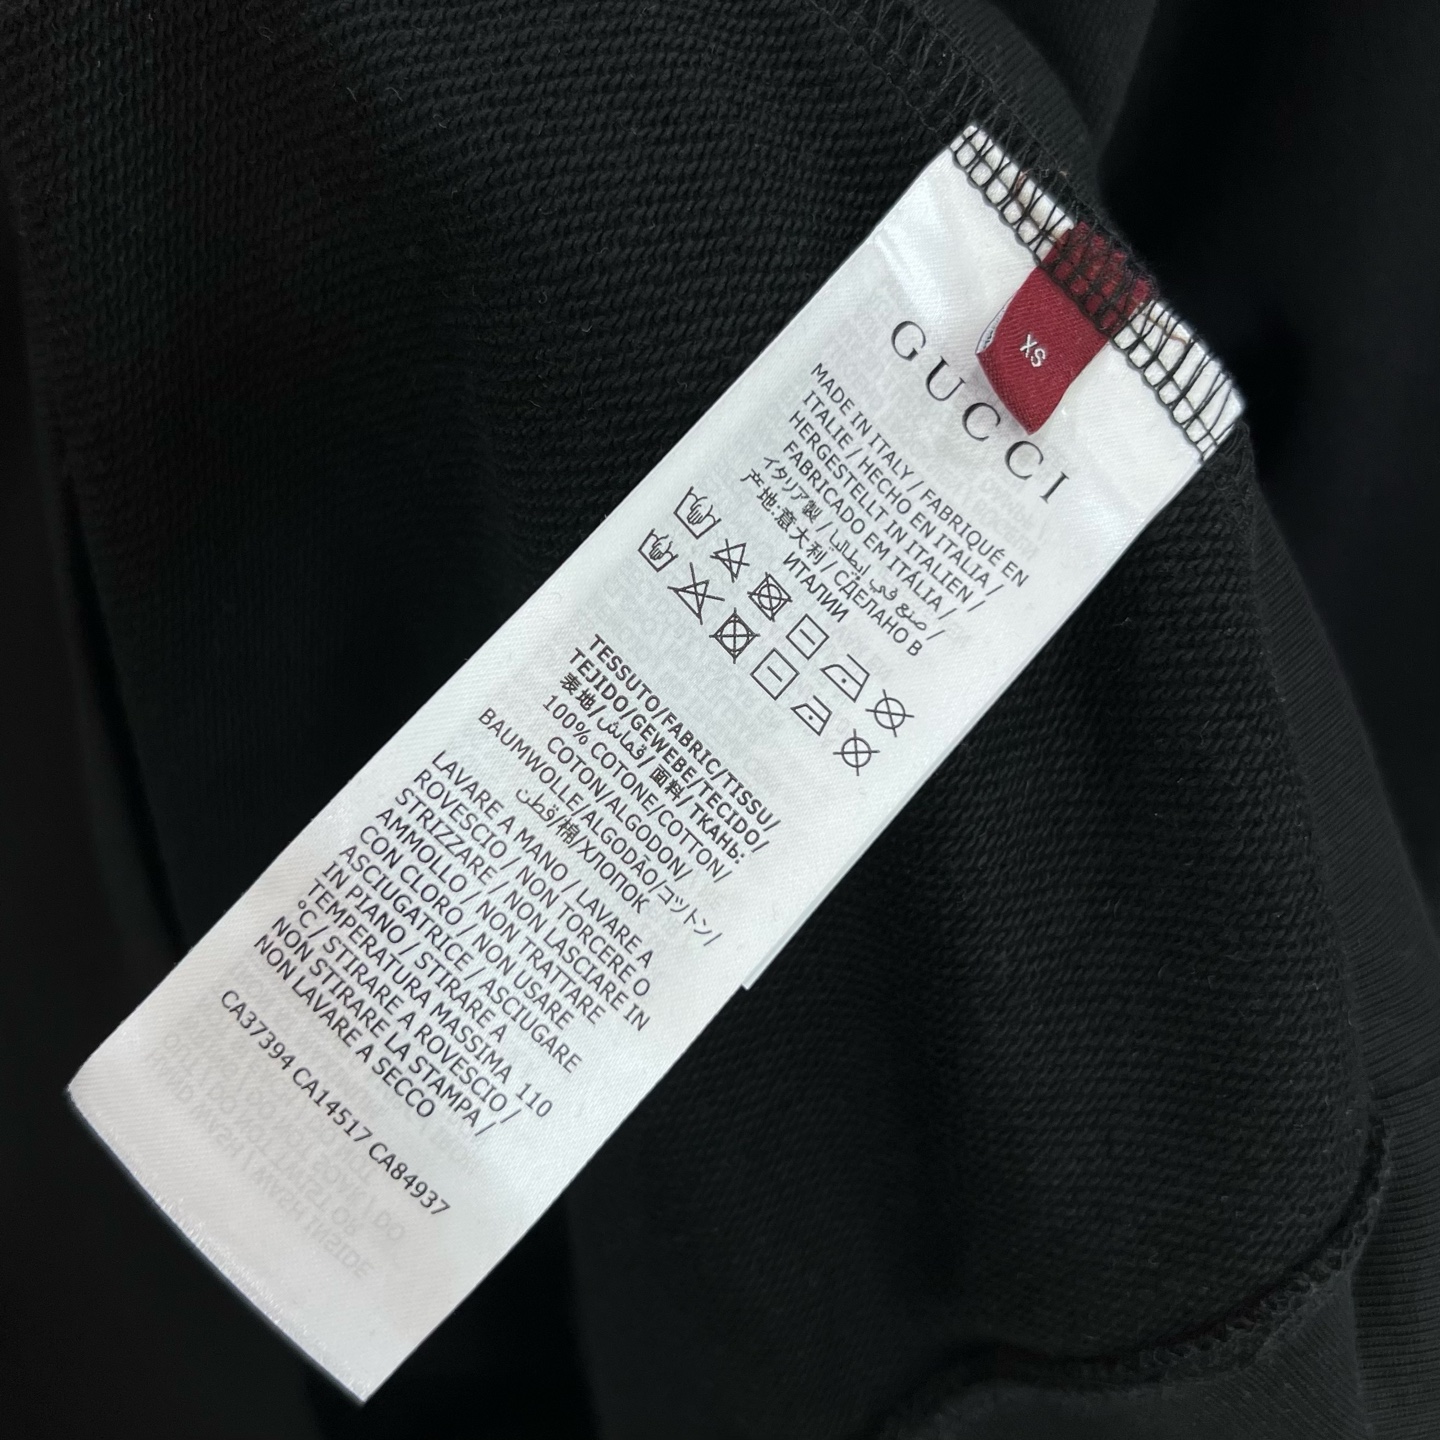 XS
GUCCI
MADE IN ITALY / FABRIQUÉ EN
ITALIE / HECHO EN ITALIA /
HERGESTELLT IN ITALIEN /
FABRICADO EM ITÁLIA /
イタリア製 / صنع في إيطاليا /
产地:意大利 / СДЕЛАНО В
ИТАЛИИ
TESSUTO/FABRIC/TISSU/
TEJIDO/GEWEBE/TECIDO/
表地/قماش/面料/ТКАНЬ:
100% COTONE/COTTON/
COTON/ALGODON/
BAUMWOLLE/ALGODÃO/コットン/
قطن/棉/ХЛОПОК
LAVARE A MANO / LAVARE A
ROVESCIO / NON TORCERE O
STRIZZARE / NON LASCIARE IN
AMMOLLO / NON TRATTARE
CON CLORO / NON USARE
ASCIUGATRICE / ASCIUGARE
IN PIANO / STIRARE A
TEMPERATURA MASSIMA 110
°C / STIRARE A ROVESCIO /
NON STIRARE LA STAMPA /
NON LAVARE A SECCO
CA37394 CA14517 CA84937